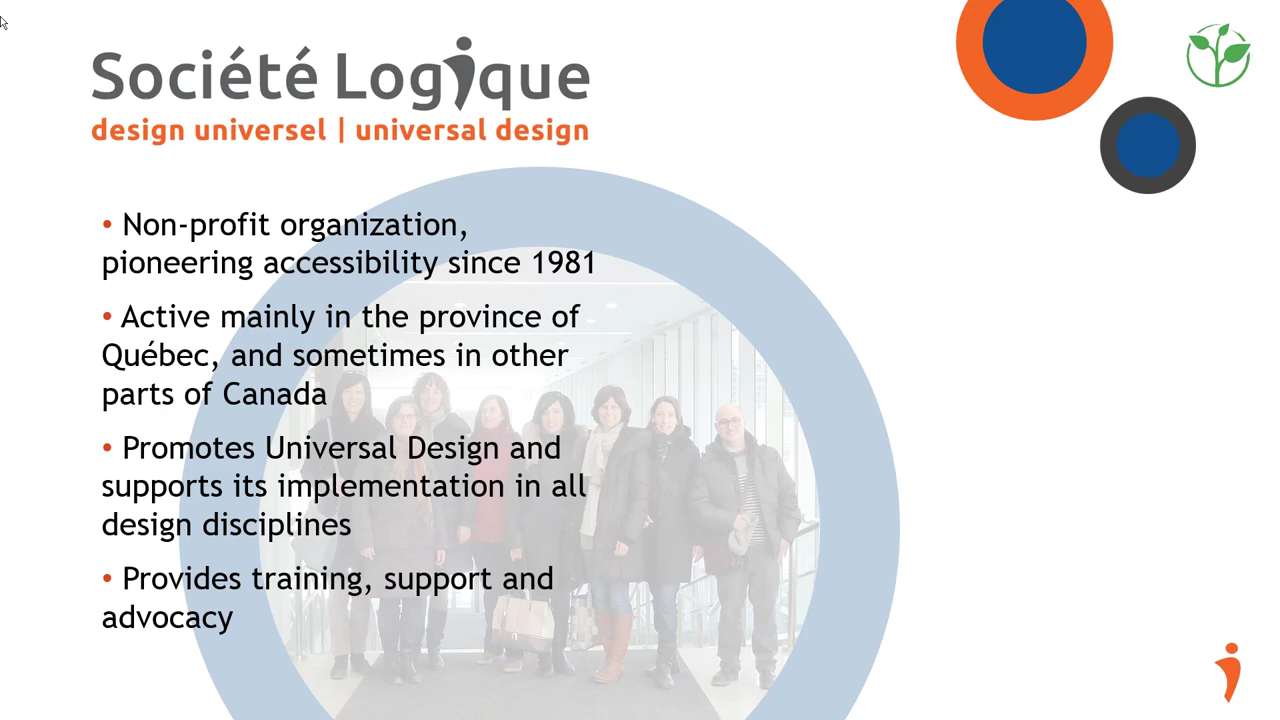 Société Logique
design universel | universal design
• Non-profit organization,
pioneering accessibility since 1981
• Active mainly in the province of
Québec, and sometimes in other
parts of Canada
• Promotes Universal Design and
supports its implementation in all
design disciplines
• Provides training, support and
advocacy